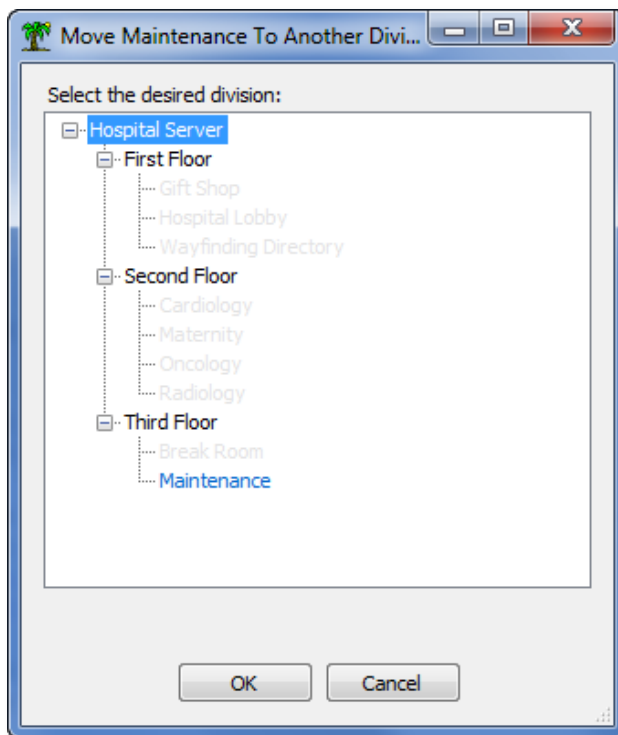 Move Maintenance To Another Divi...
Select the desired division:
Hospital Server
First Floor
Gift Shop
Hospital Lobby
Wayfinding Directory
Second Floor
Cardiology
Maternity
Oncology
Radiology
Third Floor
Break Room
Maintenance
OK
Cancel